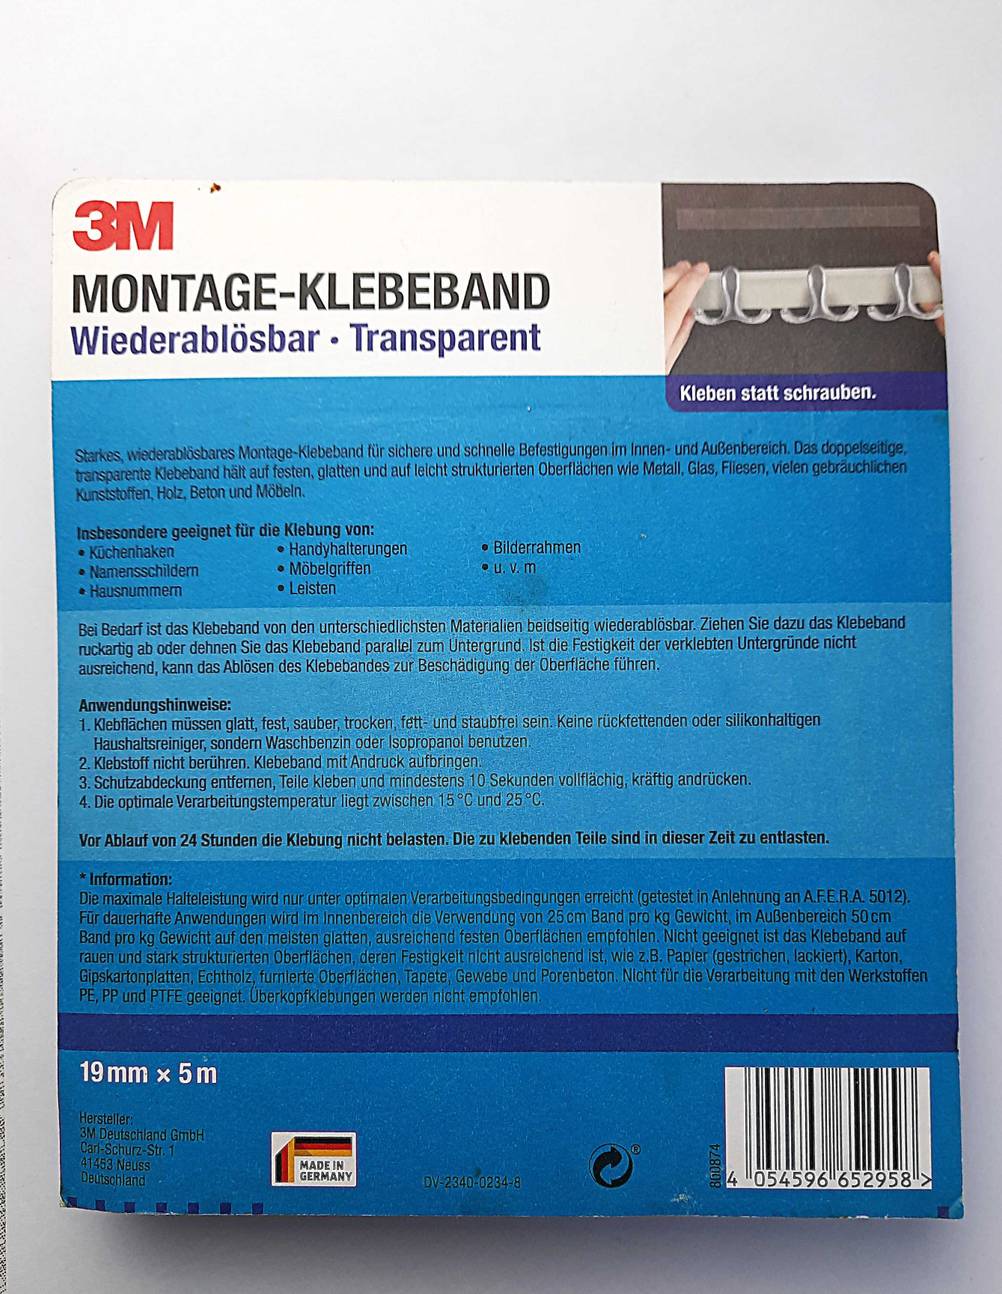 3M
MONTAGE-KLEBEBAND
Wiederablösbar · Transparent
Kleben statt schrauben.
Starkes, wiederablösbares Montage-Klebeband für sichere und schnelle Befestigungen im Innen- und Außenbereich. Das doppelseitige,
transparente Klebeband hält auf festen, glatten und auf leicht strukturierten Oberflächen wie Metall, Glas, Fliesen, vielen gebräuchlichen
Kunststoffen, Holz, Beton und Möbeln.
Insbesondere geeignet für die Klebung von:
• Küchenhaken • Handyhalterungen • Bilderrahmen
• Namensschildern • Möbelgriffen • u. v. m
• Hausnummern • Leisten
Bei Bedarf ist das Klebeband von den unterschiedlichsten Materialien beidseitig wiederablösbar. Ziehen Sie dazu das Klebeband
ruckartig ab oder dehnen Sie das Klebeband parallel zum Untergrund. Ist die Festigkeit der verklebten Untergründe nicht
ausreichend, kann das Ablösen des Klebebandes zur Beschädigung der Oberfläche führen.
Anwendungshinweise:
1. Klebflächen müssen glatt, fest, sauber, trocken, fett- und staubfrei sein. Keine rückfettenden oder silikonhaltigen
Haushaltsreiniger, sondern Waschbenzin oder Isopropanol benutzen.
2. Klebstoff nicht berühren. Klebeband mit Andruck aufbringen.
3. Schutzabdeckung entfernen, Teile kleben und mindestens 10 Sekunden vollflächig, kräftig andrücken.
4. Die optimale Verarbeitungstemperatur liegt zwischen 15 °C und 25 °C.
Vor Ablauf von 24 Stunden die Klebung nicht belasten. Die zu klebenden Teile sind in dieser Zeit zu entlasten.
* Information:
Die maximale Halteleistung wird nur unter optimalen Verarbeitungsbedingungen erreicht (getestet in Anlehnung an A.F.E.R.A. 5012).
Für dauerhafte Anwendungen wird im Innenbereich die Verwendung von 25 cm Band pro kg Gewicht, im Außenbereich 50 cm
Band pro kg Gewicht auf den meisten glatten, ausreichend festen Oberflächen empfohlen. Nicht geeignet ist das Klebeband auf
rauen und stark strukturierten Oberflächen, deren Festigkeit nicht ausreichend ist, wie z.B. Papier (gestrichen, lackiert), Karton,
Gipskartonplatten, Echtholz, furnierte Oberflächen, Tapete, Gewebe und Porenbeton. Nicht für die Verarbeitung mit den Werkstoffen
PE, PP und PTFE geeignet. Überkopfklebungen werden nicht empfohlen.
19 mm × 5 m
Hersteller:
3M Deutschland GmbH
Carl-Schurz-Str. 1
41453 Neuss
Deutschland
MADE IN
GERMANY
DV-2340-0234-8
®
800874
4 054596 652958 >